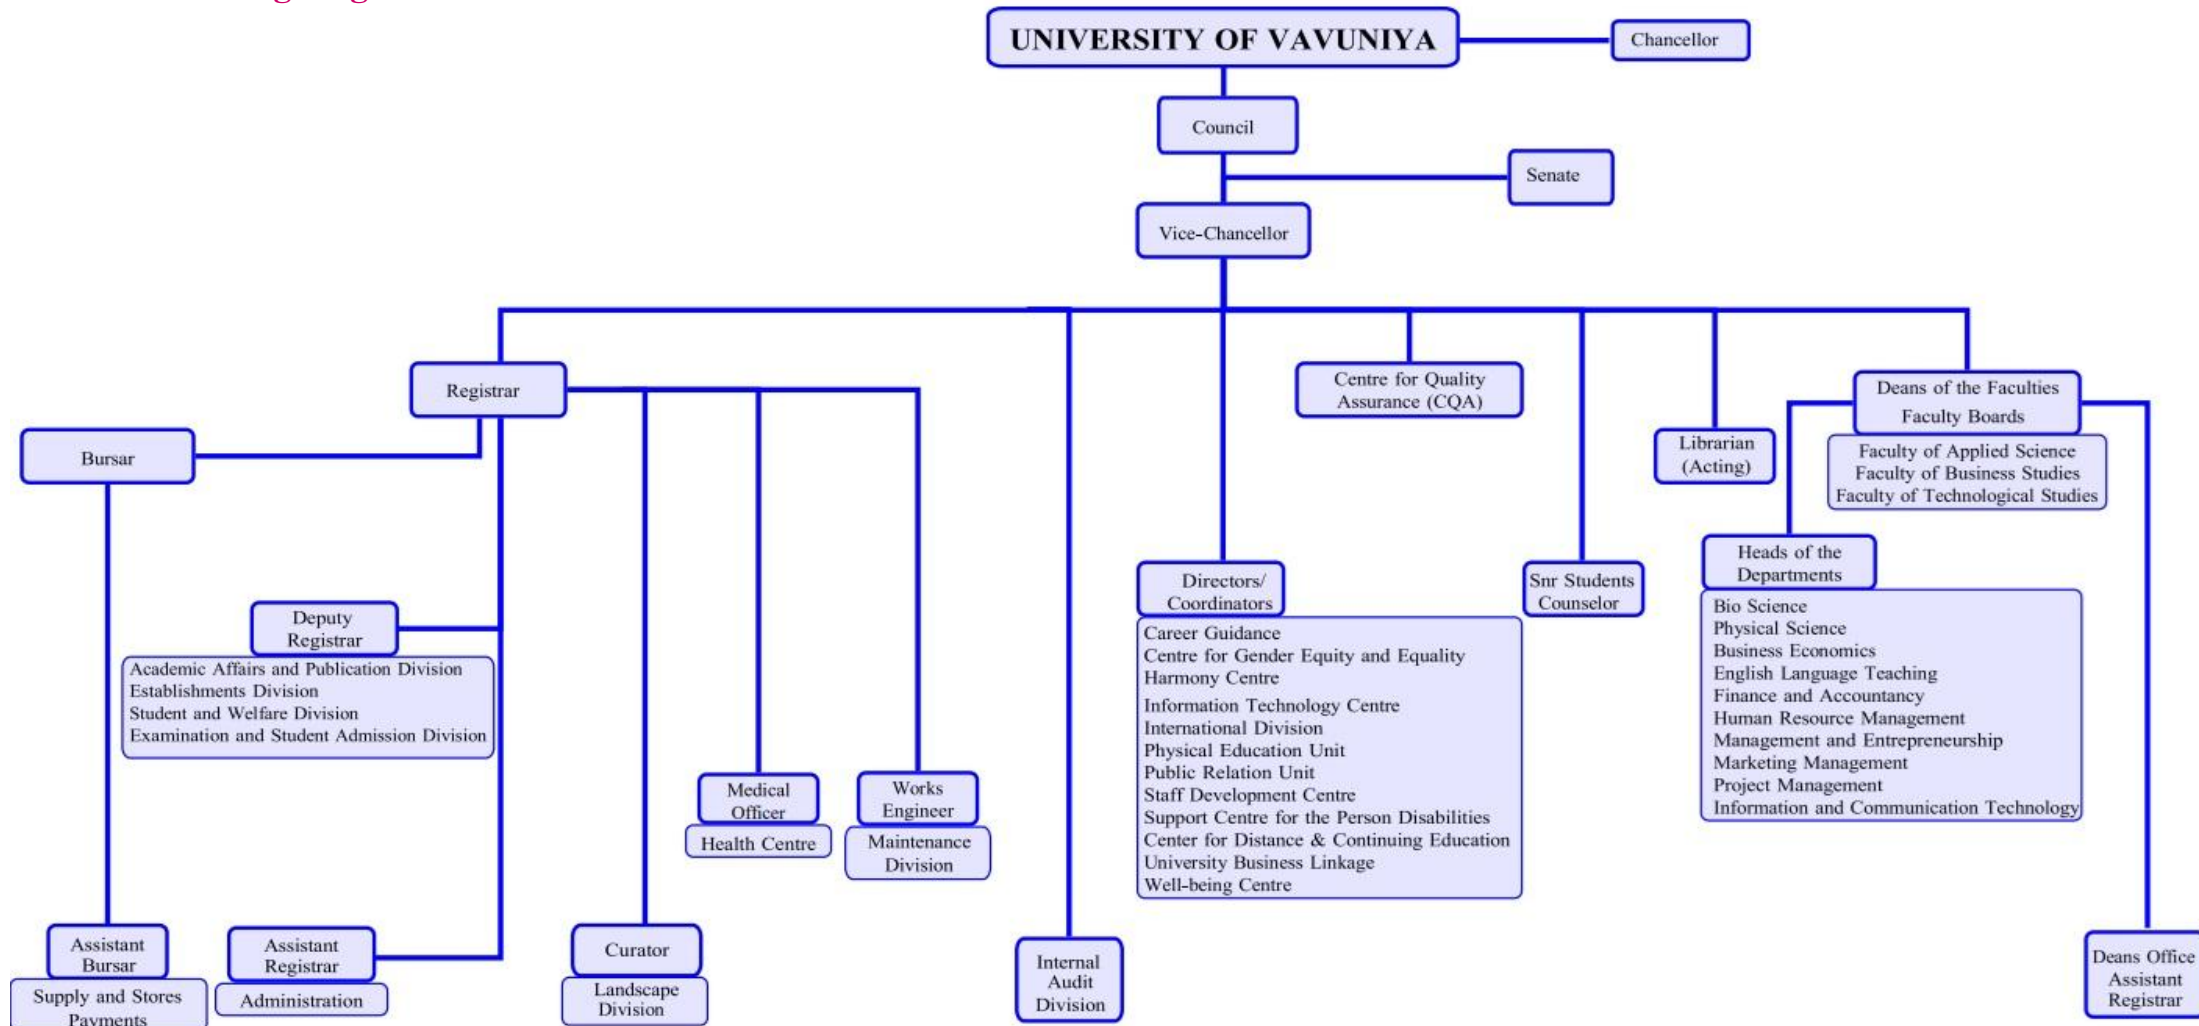 UNIVERSITY OF VAVUNIYA
Chancellor
Council
Senate
Vice-Chancellor
Registrar
Centre for Quality
Assurance (CQA)
Deans of the Faculties
Faculty Boards
Faculty of Applied Science
Faculty of Business Studies
Faculty of Technological Studies
Bursar
Librarian
(Acting)
Heads of the
Departments
Bio Science
Physical Science
Business Economics
English Language Teaching
Finance and Accountancy
Human Resource Management
Management and Entrepreneurship
Marketing Management
Project Management
Information and Communication Technology
Directors/
Coordinators
Career Guidance
Centre for Gender Equity and Equality
Harmony Centre
Information Technology Centre
International Division
Physical Education Unit
Public Relation Unit
Staff Development Centre
Support Centre for the Person Disabilities
Center for Distance & Continuing Education
University Business Linkage
Well-being Centre
Snr Students
Counselor
Deputy
Registrar
Academic Affairs and Publication Division
Establishments Division
Student and Welfare Division
Examination and Student Admission Division
Medical
Officer
Health Centre
Works
Engineer
Maintenance
Division
Assistant
Bursar
Supply and Stores
Payments
Assistant
Registrar
Administration
Curator
Landscape
Division
Internal
Audit
Division
Deans Office
Assistant
Registrar